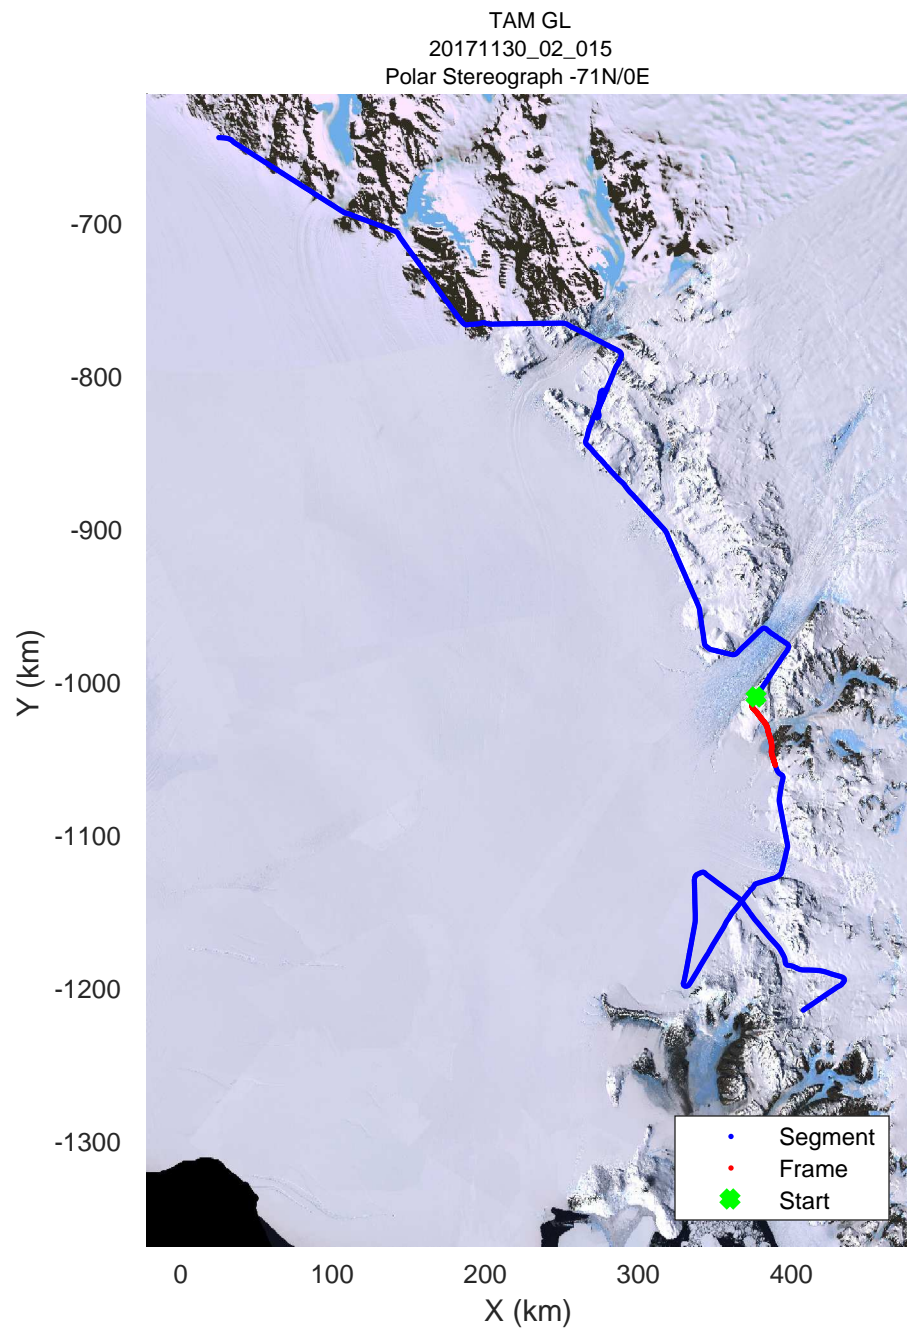 TAM GL
20171130_02_015
Polar Stereograph -71N/0E
-700
-800
-900
-1000
-1100
-1200
-1300
Y (km)
Segment
Frame
Start
0 100 200 300 400
X (km)